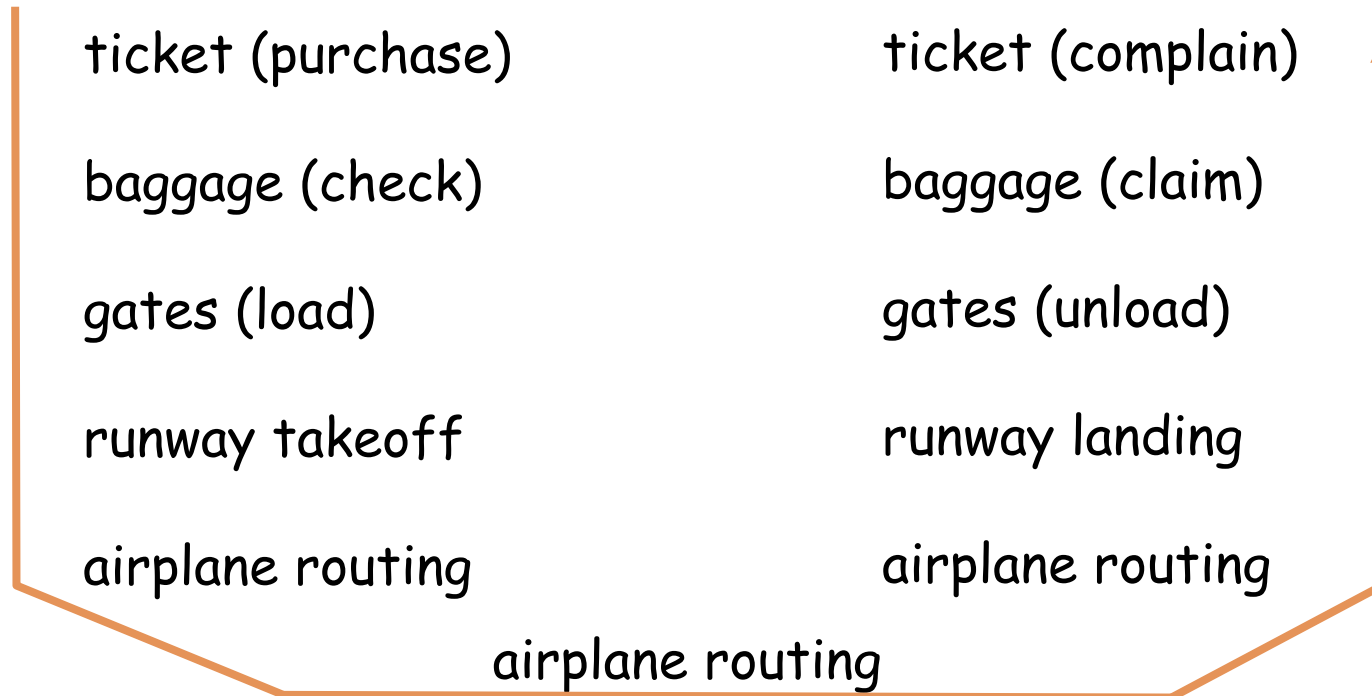 ticket (purchase)
ticket (complain)
baggage (check)
baggage (claim)
gates (load)
gates (unload)
runway takeoff
runway landing
airplane routing
airplane routing
airplane routing